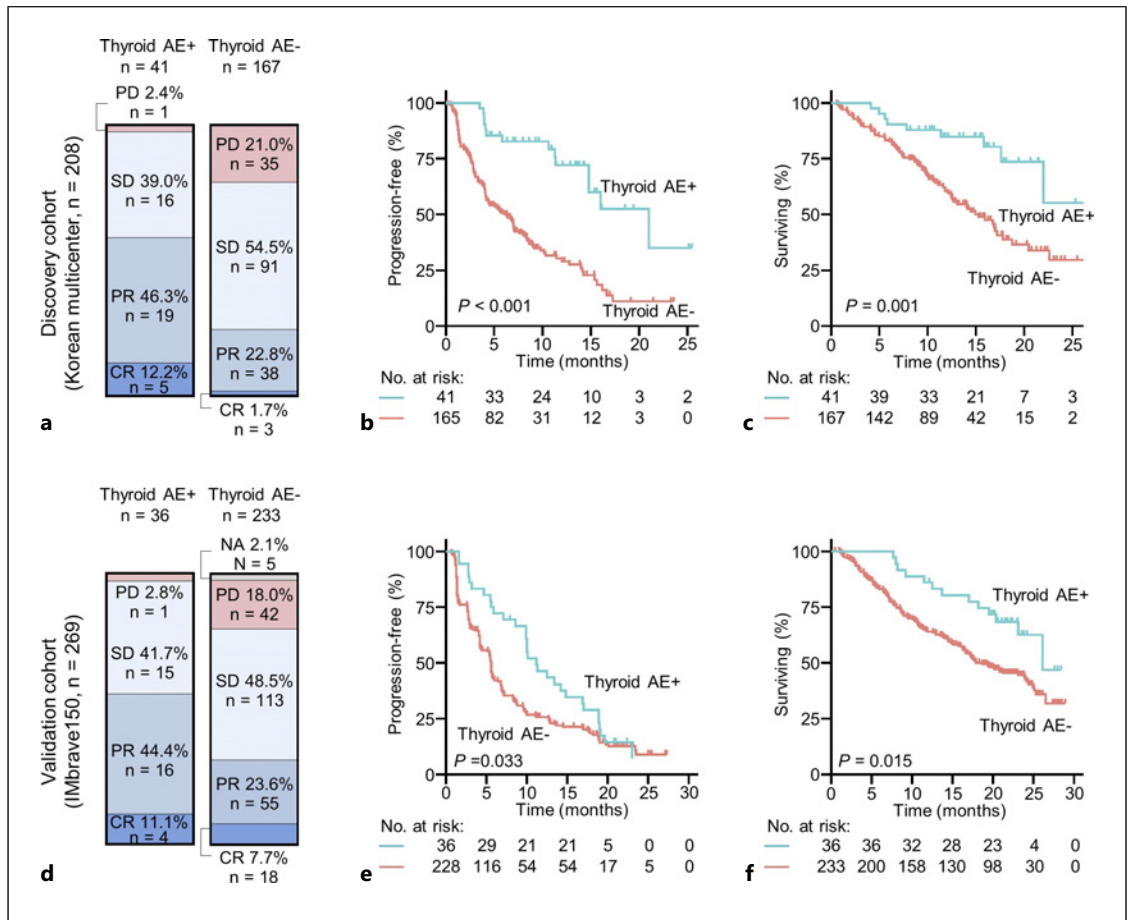 Thyroid AE+
n = 41
Thyroid AE-
n = 167
PD 2.4%
n = 1
SD 39.0%
n = 16
PR 46.3%
n = 19
CR 12.2%
n = 5
PD 21.0%
n = 35
SD 54.5%
n = 91
PR 22.8%
n = 38
CR 1.7%
n = 3
Discovery cohort
(Korean multicenter, n = 208)
a
Progression-free (%)
100
75
50
25
0
Thyroid AE+
Thyroid AE-
P < 0.001
0 5 10 15 20 25
Time (months)
No. at risk:
41 33 24 10 3 2
165 82 31 12 3 0
b
Surviving (%)
100
75
50
25
0
Thyroid AE+
Thyroid AE-
P = 0.001
0 5 10 15 20 25
Time (months)
No. at risk:
41 39 33 21 7 3
167 142 89 42 15 2
c
Thyroid AE+
n = 36
Thyroid AE-
n = 233
NA 2.1%
N = 5
PD 2.8%
n = 1
SD 41.7%
n = 15
PR 44.4%
n = 16
CR 11.1%
n = 4
PD 18.0%
n = 42
SD 48.5%
n = 113
PR 23.6%
n = 55
CR 7.7%
n = 18
Validation cohort
(IMbrave150, n = 269)
d
Progression-free (%)
100
75
50
25
0
Thyroid AE+
Thyroid AE-
P =0.033
0 5 10 15 20 25 30
Time (months)
No. at risk:
36 29 21 21 5 0 0
228 116 54 54 17 5 0
e
Surviving (%)
100
75
50
25
0
Thyroid AE+
Thyroid AE-
P = 0.015
0 5 10 15 20 25 30
Time (months)
No. at risk:
36 36 32 28 23 4 0
233 200 158 130 98 30 0
f